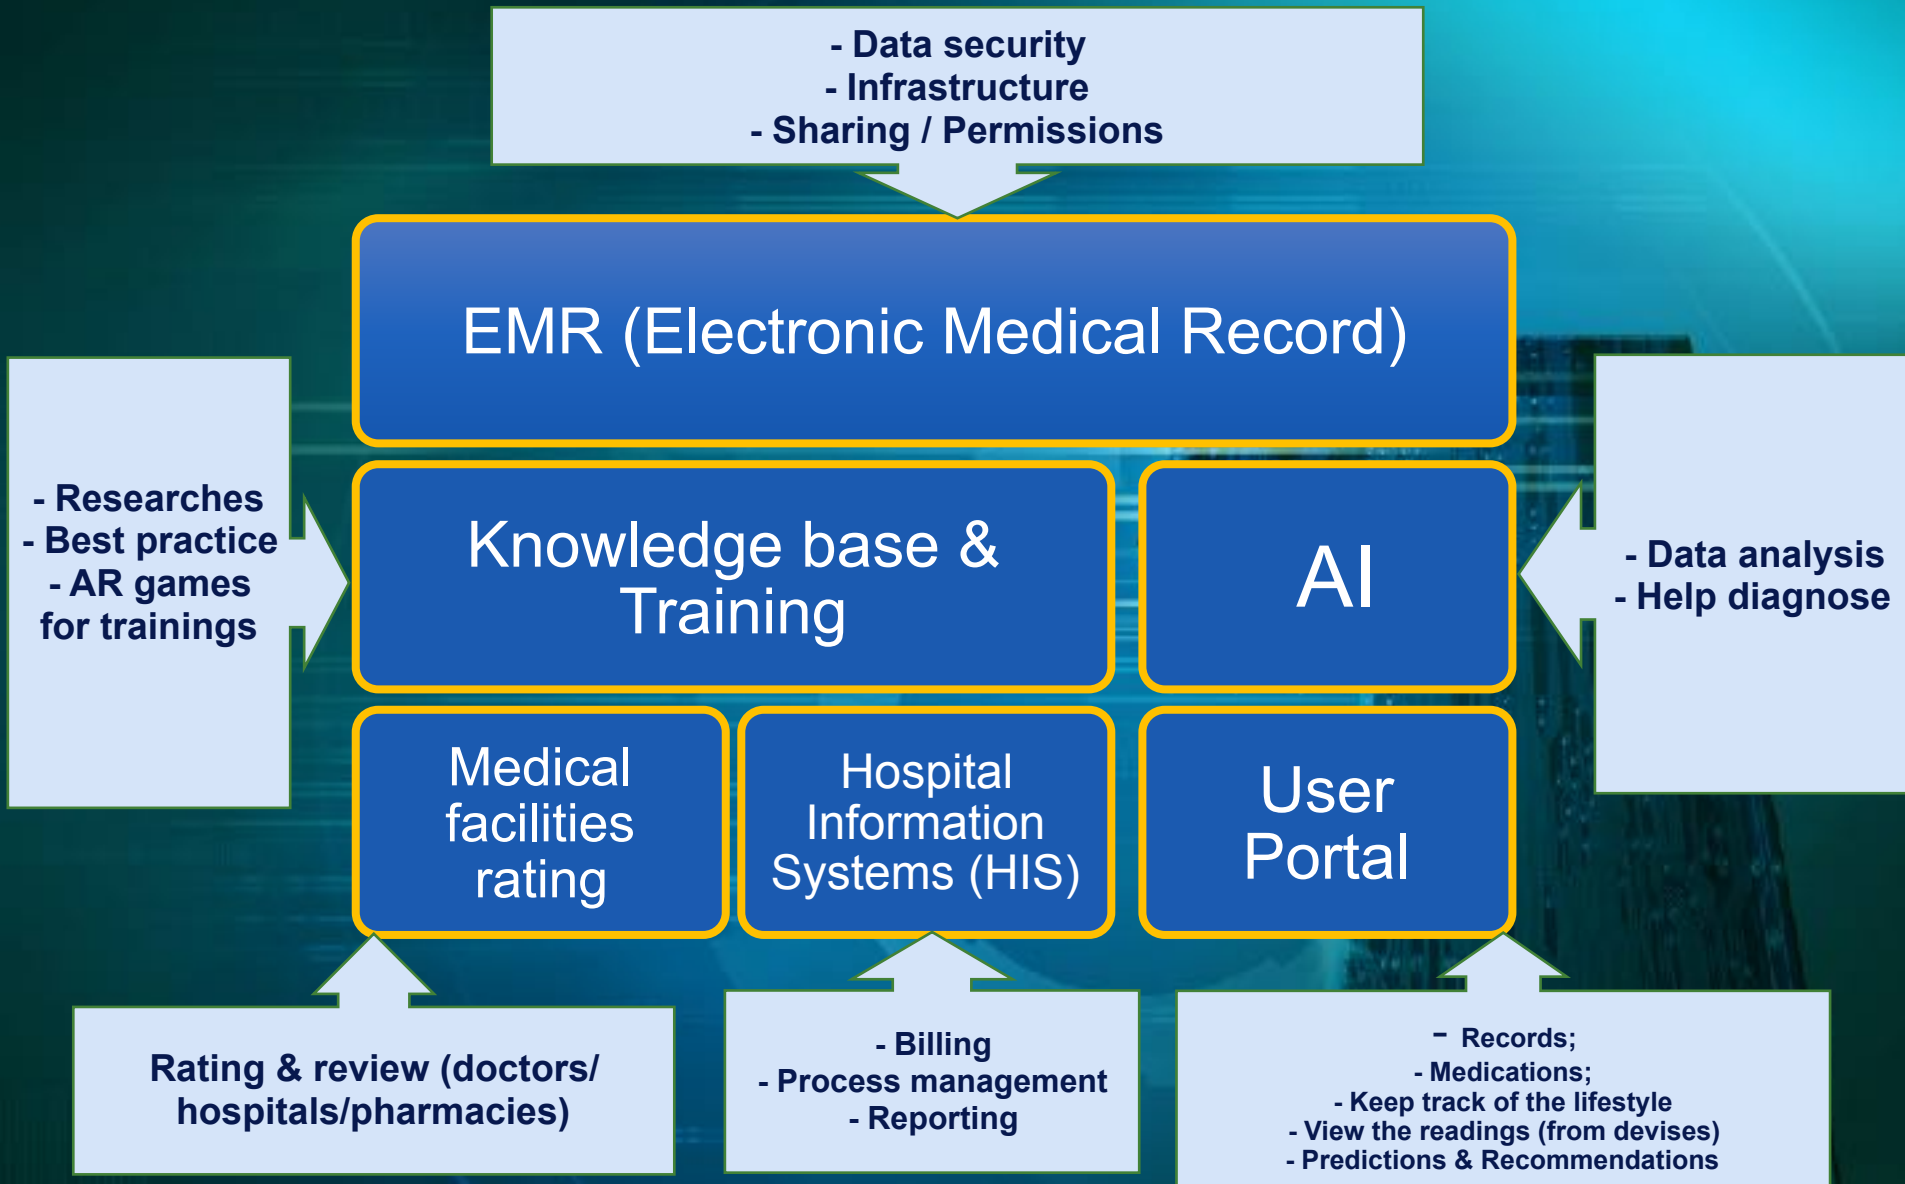 - Data security
- Infrastructure
- Sharing / Permissions
EMR (Electronic Medical Record)
- Researches
- Best practice
- AR games
for trainings
Knowledge base &
Training
AI
- Data analysis
- Help diagnose
Medical
facilities
rating
Hospital
Information
Systems (HIS)
User
Portal
Rating & review (doctors/
hospitals/pharmacies)
- Billing
- Process management
- Reporting
- Records;
- Medications;
- Keep track of the lifestyle
- View the readings (from devises)
- Predictions & Recommendations